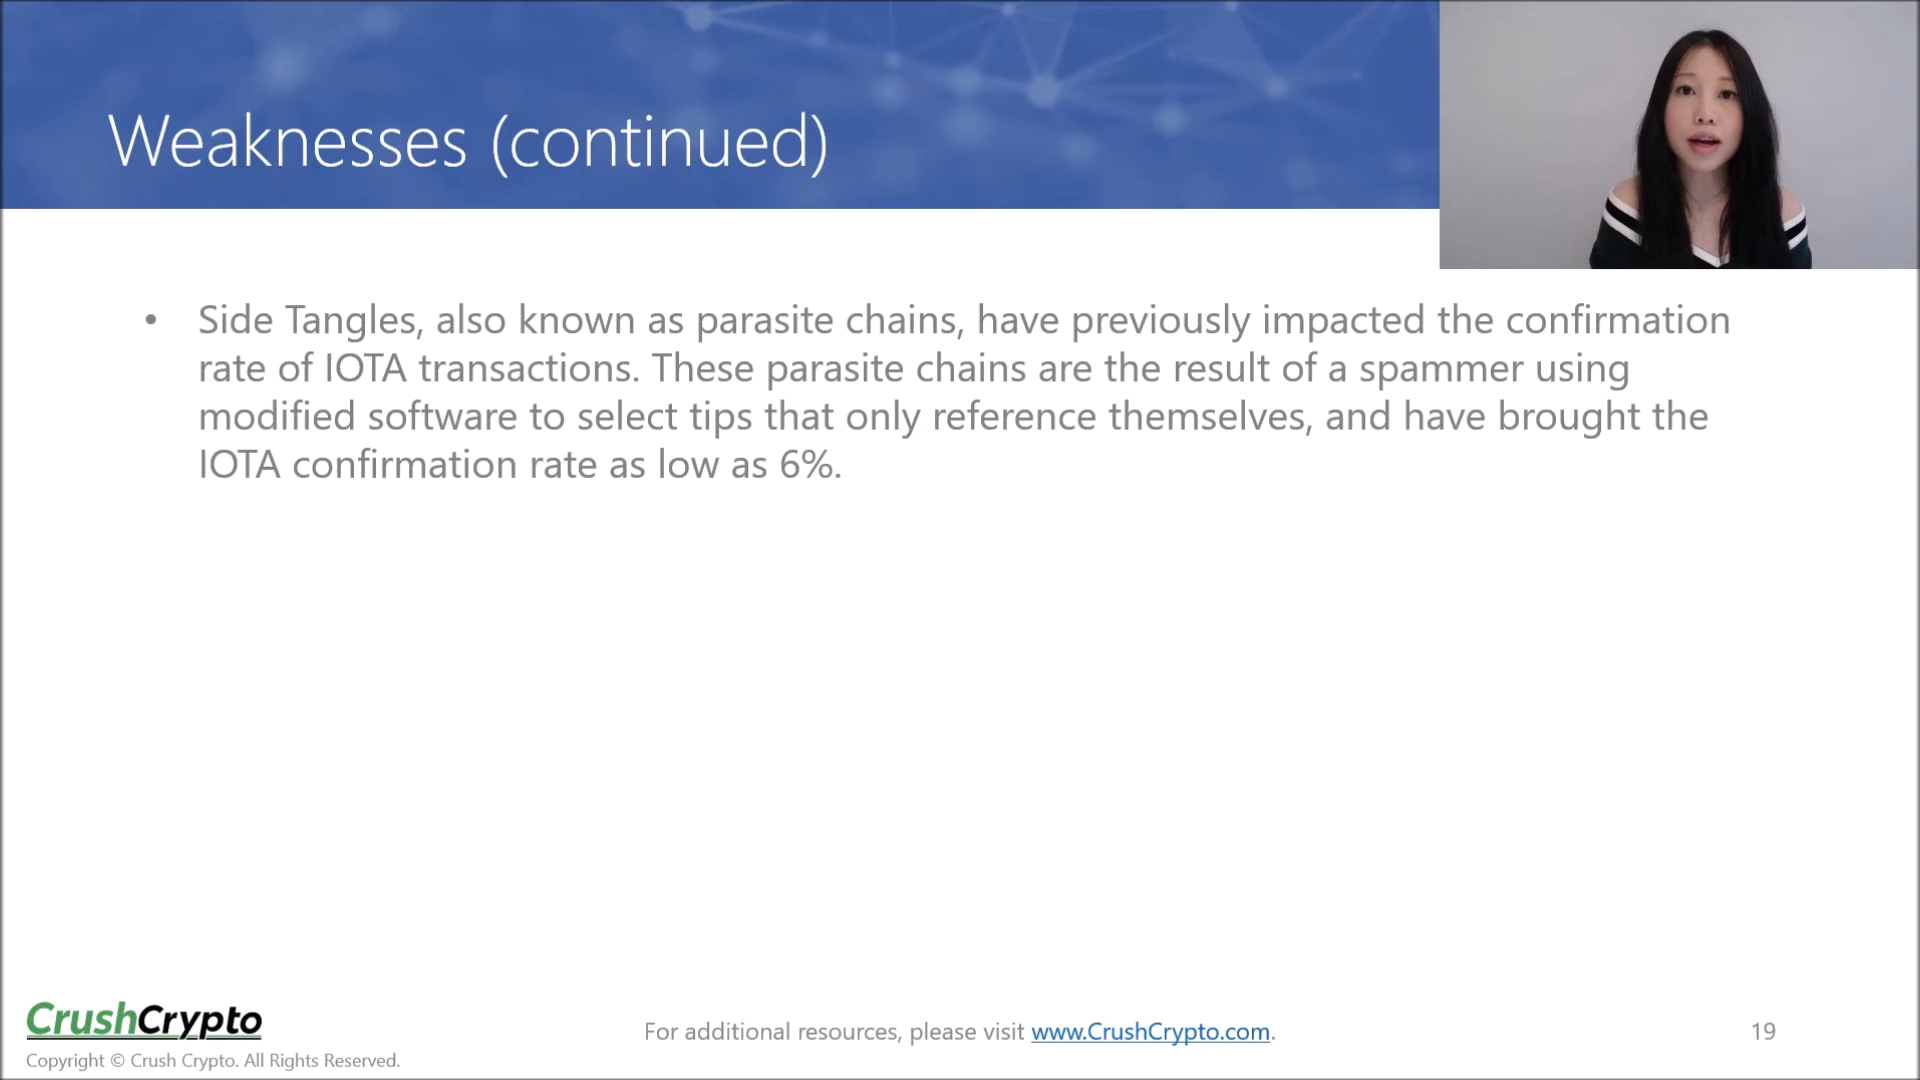 Weaknesses (continued)
• Side Tangles, also known as parasite chains, have previously impacted the confirmation
rate of IOTA transactions. These parasite chains are the result of a spammer using
modified software to select tips that only reference themselves, and have brought the
IOTA confirmation rate as low as 6%.
CrushCrypto
Copyright © Crush Crypto. All Rights Reserved.
For additional resources, please visit www.CrushCrypto.com.
19